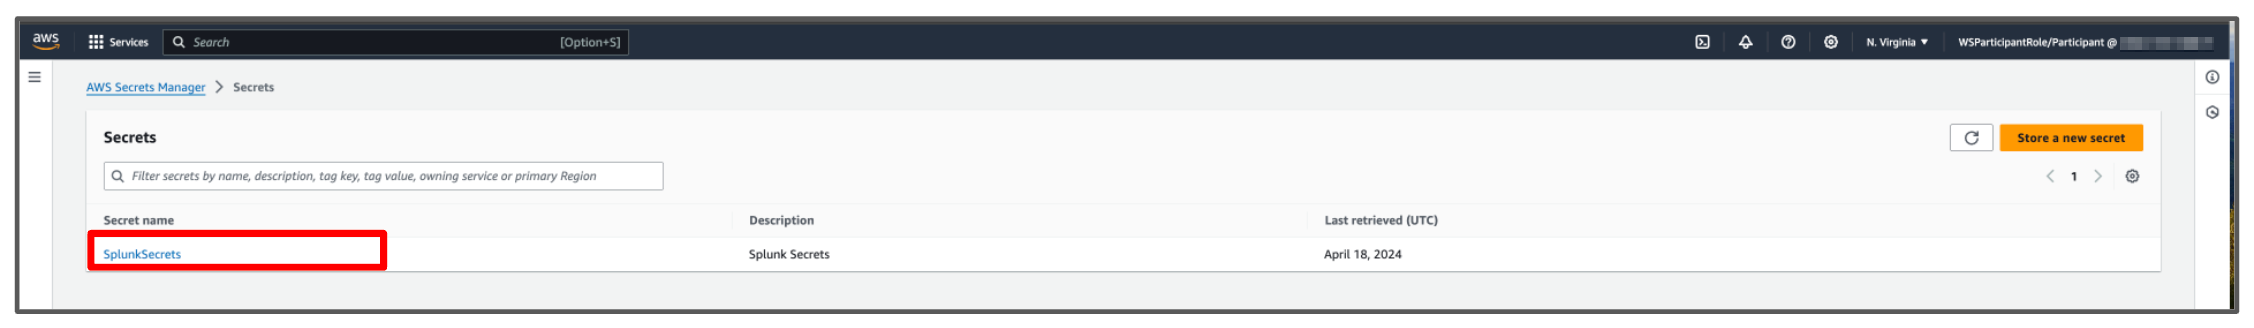 aws Services Search [Option+S] N. Virginia ▼ WSParticipantRole/Participant @
AWS Secrets Manager > Secrets
Secrets
Store a new secret
Filter secrets by name, description, tag key, tag value, owning service or primary Region
< 1 >
Secret name Description Last retrieved (UTC)
SplunkSecrets Splunk Secrets April 18, 2024